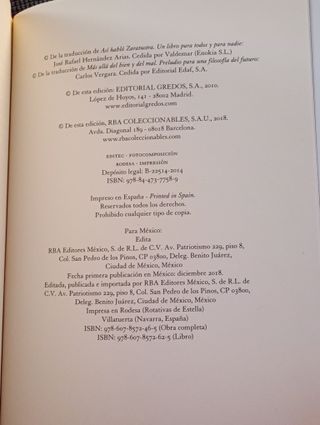 © De la traducción de Así habló Zaratustra. Un libro para todos y para nadie:
José Rafael Hernández Arias. Cedida por Valdemar (Enokia S.L.)
© De la traducción de Más allá del bien y del mal. Preludio para una filosofía del futuro:
Carlos Vergara. Cedida por Editorial Edaf, S.A.
© De esta edición: EDITORIAL GREDOS, S.A., 2010.
López de Hoyos, 141 - 28002 Madrid.
www.editorialgredos.com
© De esta edición, RBA COLECCIONABLES, S.A.U., 2018.
Avda. Diagonal 189 - 08018 Barcelona.
www.rbacoleccionables.com
EDITEC · FOTOCOMPOSICIÓN
RODESA · IMPRESIÓN
Depósito legal: B-22514-2014
ISBN: 978-84-473-7758-9
Impreso en España - Printed in Spain.
Reservados todos los derechos.
Prohibido cualquier tipo de copia.
Para México:
Edita
RBA Editores México, S. de R.L. de C.V. Av. Patriotismo 229, piso 8,
Col. San Pedro de los Pinos, CP 03800, Deleg. Benito Juárez,
Ciudad de México, México
Fecha primera publicación en México: diciembre 2018.
Editada, publicada e importada por RBA Editores México, S. de R.L. de
C.V. Av. Patriotismo 229, piso 8, Col. San Pedro de los Pinos, CP 03800,
Deleg. Benito Juárez, Ciudad de México, México
Impresa en Rodesa (Rotativas de Estella)
Villatuerta (Navarra, España)
ISBN: 978-607-8572-46-5 (Obra completa)
ISBN: 978-607-8572-62-5 (Libro)